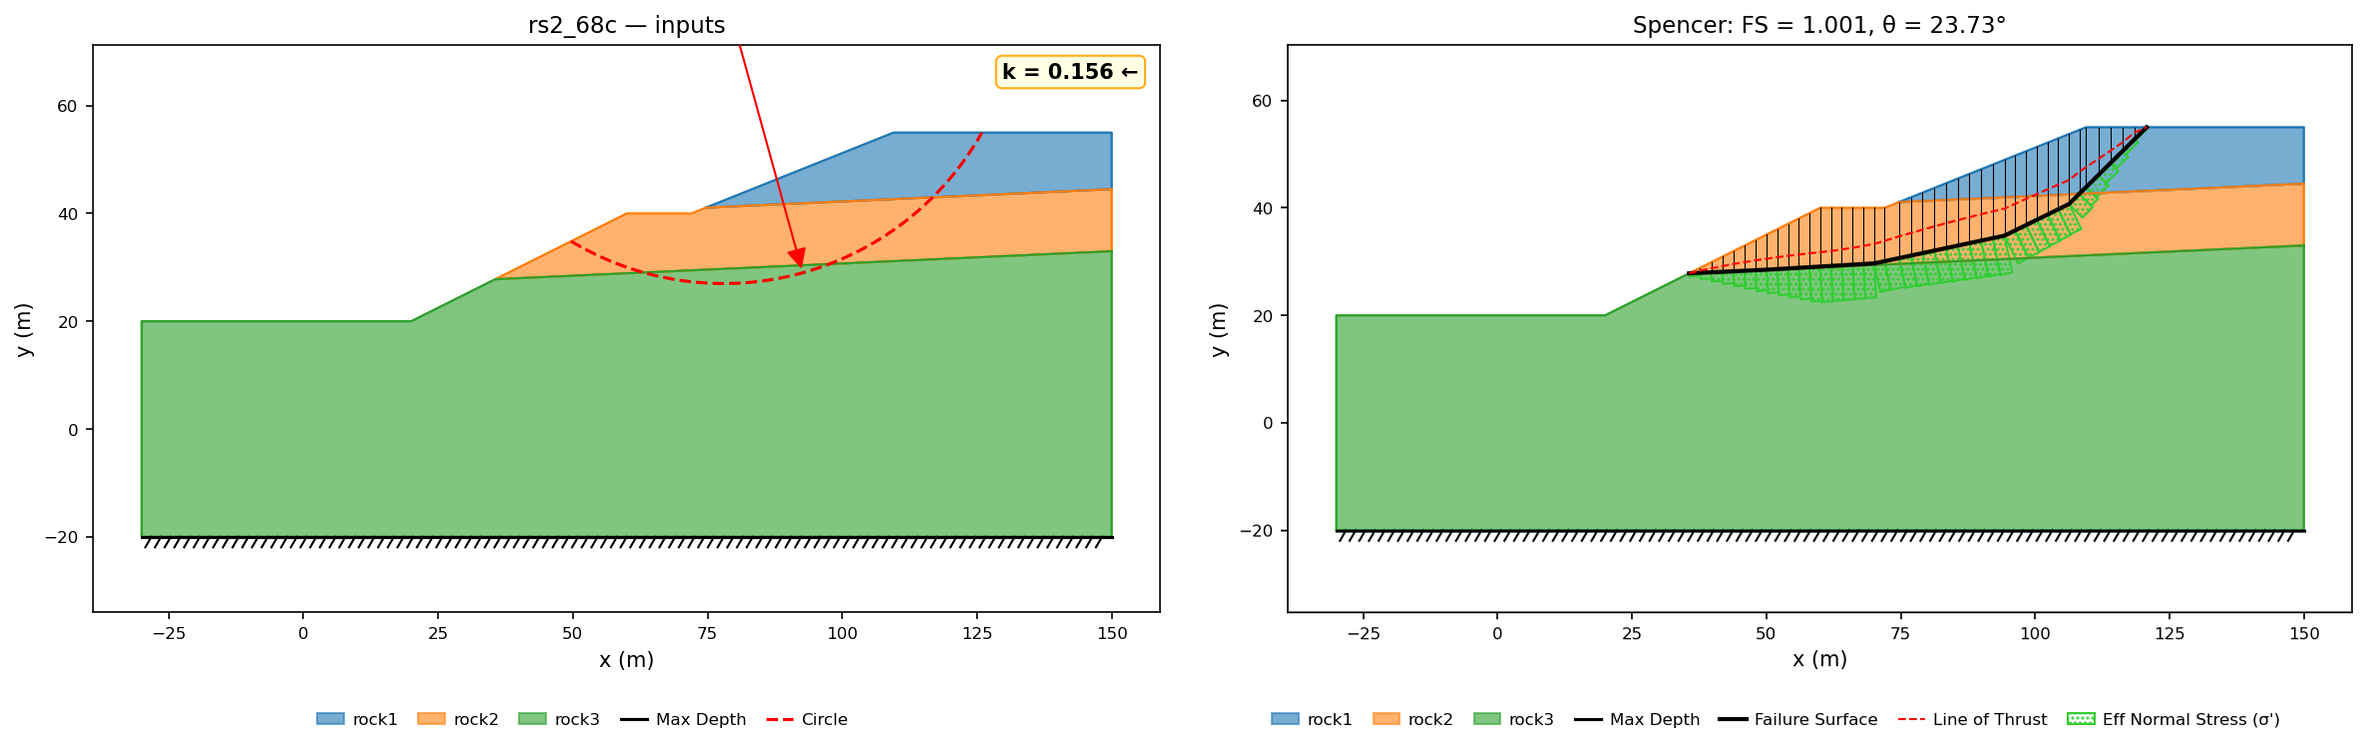 rs2_68c — inputs
k = 0.156 ←
y (m)
60
40
20
0
−20
−25 0 25 50 75 100 125 150
x (m)
rock1 rock2 rock3 Max Depth Circle
Spencer: FS = 1.001, θ = 23.73°
y (m)
60
40
20
0
−20
−25 0 25 50 75 100 125 150
x (m)
rock1 rock2 rock3 Max Depth Failure Surface Line of Thrust Eff Normal Stress (σ')